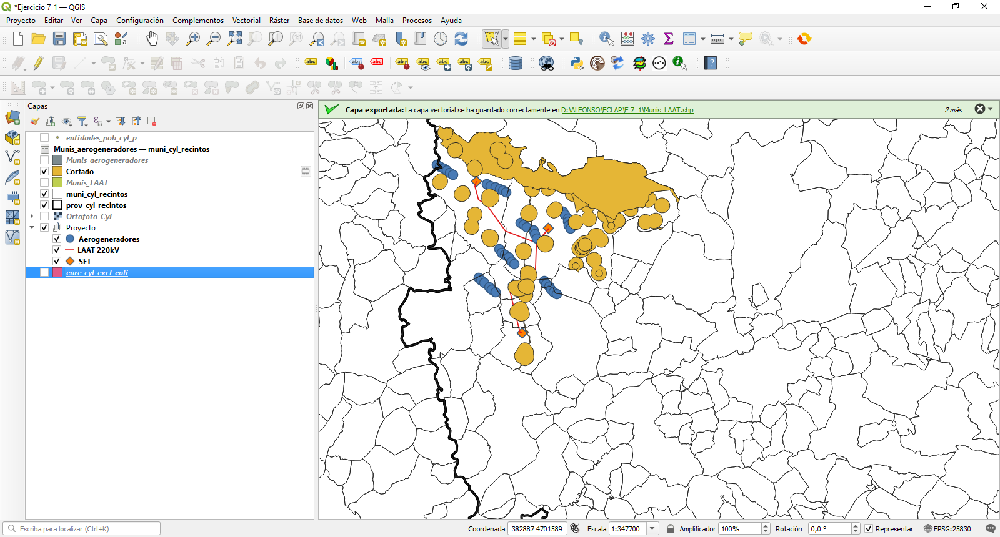 *Ejercicio 7_1 — QGIS
Proyecto Editar Ver Capa Configuración Complementos Vectorial Ráster Base de datos Web Malla Procesos Ayuda
Capas
Capa exportada: La capa vectorial se ha guardado correctamente en D:\ALFONSO\ECLAP\E_7_1\Munis_LAAT.shp 2 más
entidades_pob_cyl_p
Munis_aerogeneradores — muni_cyl_recintos
Munis_aerogeneradores
Cortado
Munis_LAAT
muni_cyl_recintos
prov_cyl_recintos
Ortofoto_CyL
Proyecto
Aerogeneradores
LAAT 220kV
SET
enre_cyl_excl_eoli
Escriba para localizar (Ctrl+K) Coordenada 382887 4701589 Escala 1:347700 Amplificador 100% Rotación 0,0 ° Representar EPSG:25830